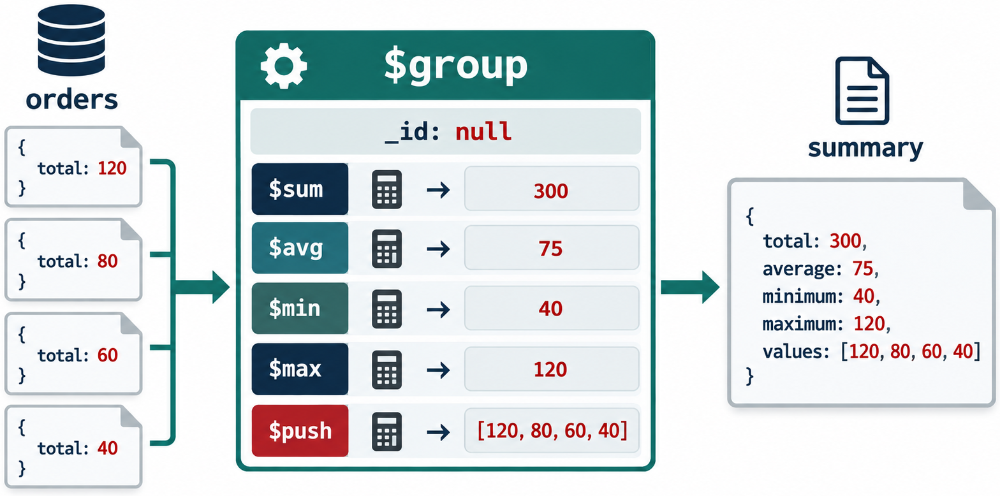 orders
{
total: 120
}
{
total: 80
}
{
total: 60
}
{
total: 40
}
$group
_id: null
$sum → 300
$avg → 75
$min → 40
$max → 120
$push → [120, 80, 60, 40]
summary
{
total: 300,
average: 75,
minimum: 40,
maximum: 120,
values: [120, 80, 60, 40]
}